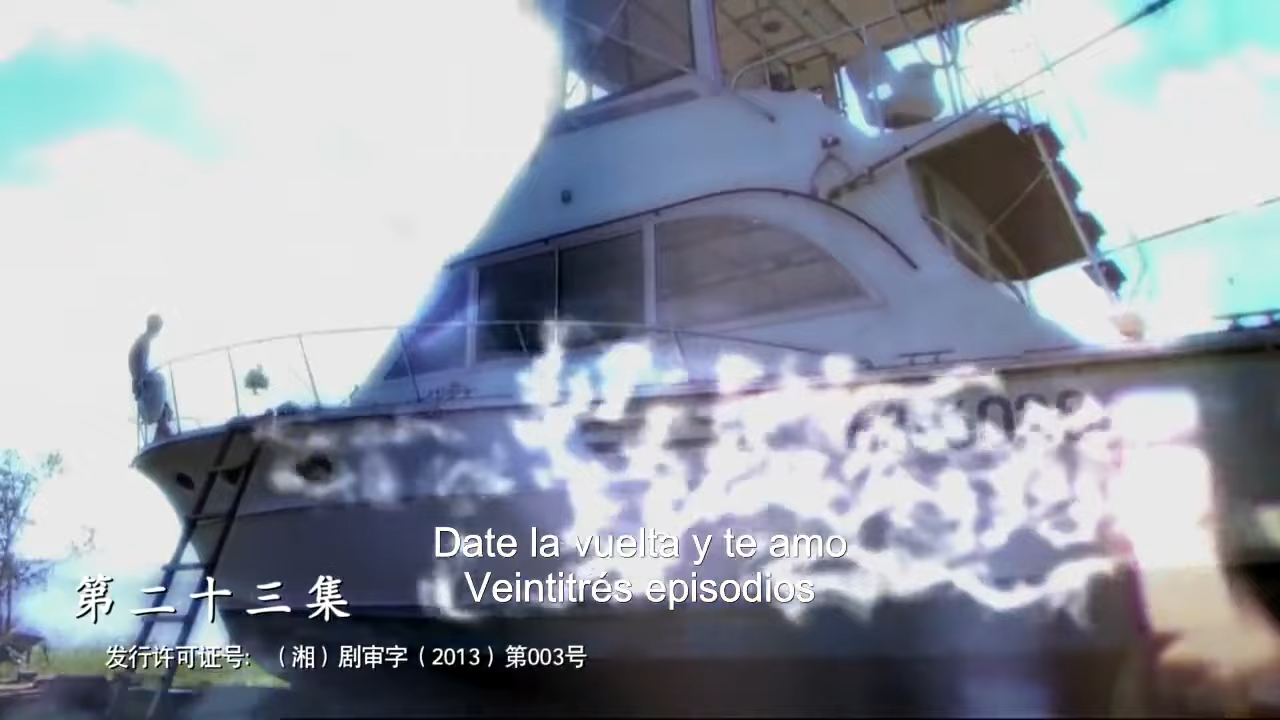 Date la vuelta y te amo
Veintitrés episodios
第二十三集
发行许可证号:（湘）剧审字（2013）第003号